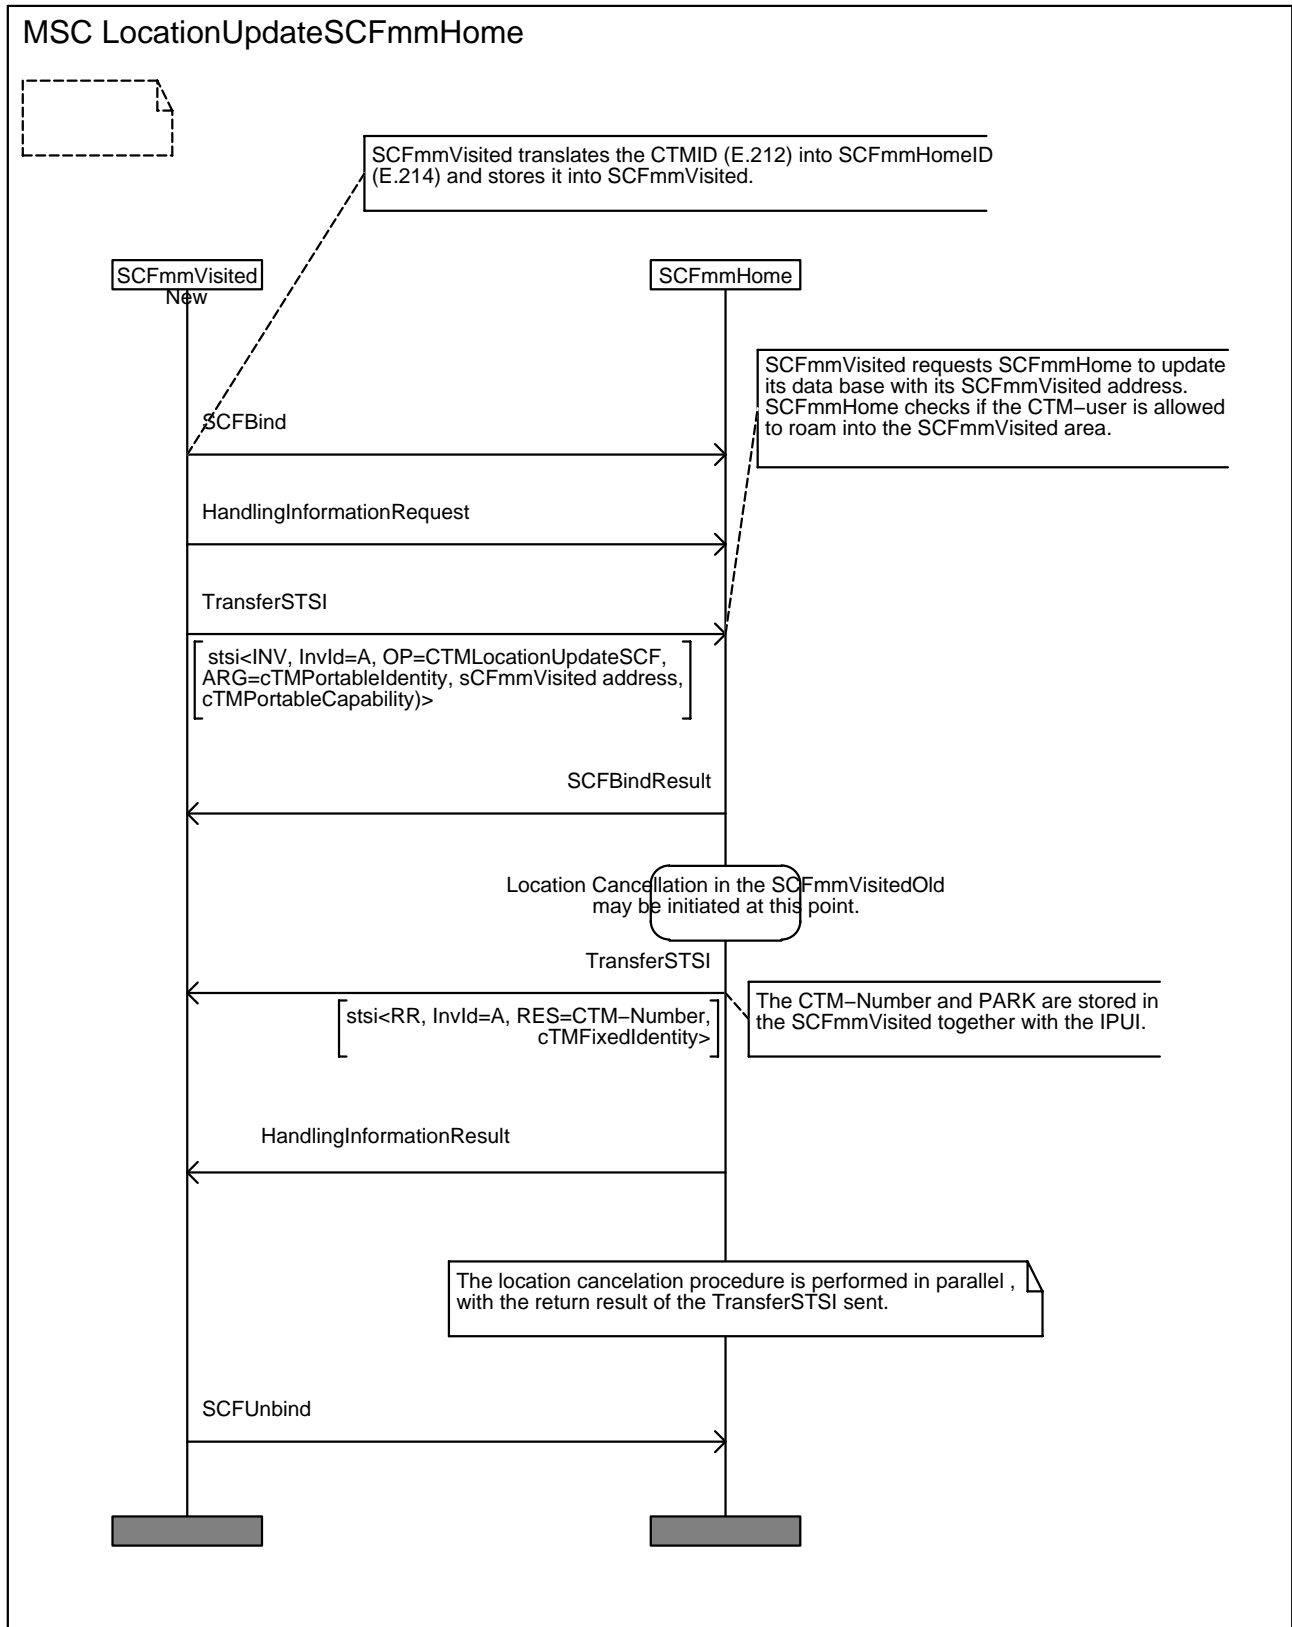 MSC LocationUpdateSCFmmHome
SCFmmVisited translates the CTMID (E.212) into SCFmmHomeID
(E.214) and stores it into SCFmmVisited.
SCFmmVisited
New
SCFmmHome
SCFmmVisited requests SCFmmHome to update
its data base with its SCFmmVisited address.
SCFmmHome checks if the CTM−user is allowed
to roam into the SCFmmVisited area.
SCFBind
HandlingInformationRequest
TransferSTSI
stsi<INV, InvId=A, OP=CTMLocationUpdateSCF,
ARG=cTMPortableIdentity, sCFmmVisited address,
cTMPortableCapability)>
SCFBindResult
Location Cancellation in the SCFmmVisitedOld
may be initiated at this point.
TransferSTSI
stsi<RR, InvId=A, RES=CTM−Number,
cTMFixedIdentity>
The CTM−Number and PARK are stored in
the SCFmmVisited together with the IPUI.
HandlingInformationResult
The location cancelation procedure is performed in parallel ,
with the return result of the TransferSTSI sent.
SCFUnbind